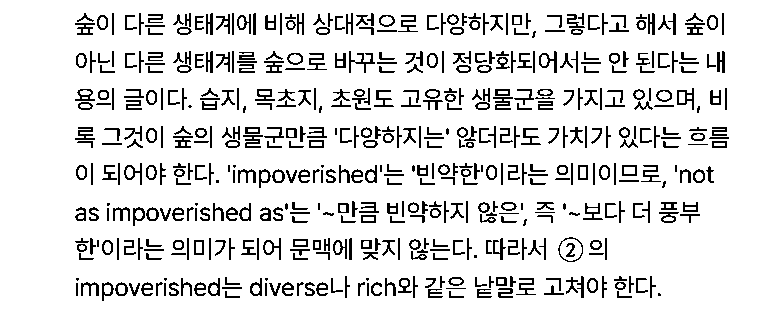 숲이 다른 생태계에 비해 상대적으로 다양하지만, 그렇다고 해서 숲이
아닌 다른 생태계를 숲으로 바꾸는 것이 정당화되어서는 안 된다는 내
용의 글이다. 습지, 목초지, 초원도 고유한 생물군을 가지고 있으며, 비
록 그것이 숲의 생물군만큼 '다양하지는' 않더라도 가치가 있다는 흐름
이 되어야 한다. 'impoverished'는 '빈약한'이라는 의미이므로, 'not
as impoverished as'는 '~만큼 빈약하지 않은', 즉 '~보다 더 풍부
한'이라는 의미가 되어 문맥에 맞지 않는다. 따라서 ②의
impoverished는 diverse나 rich와 같은 낱말로 고쳐야 한다.